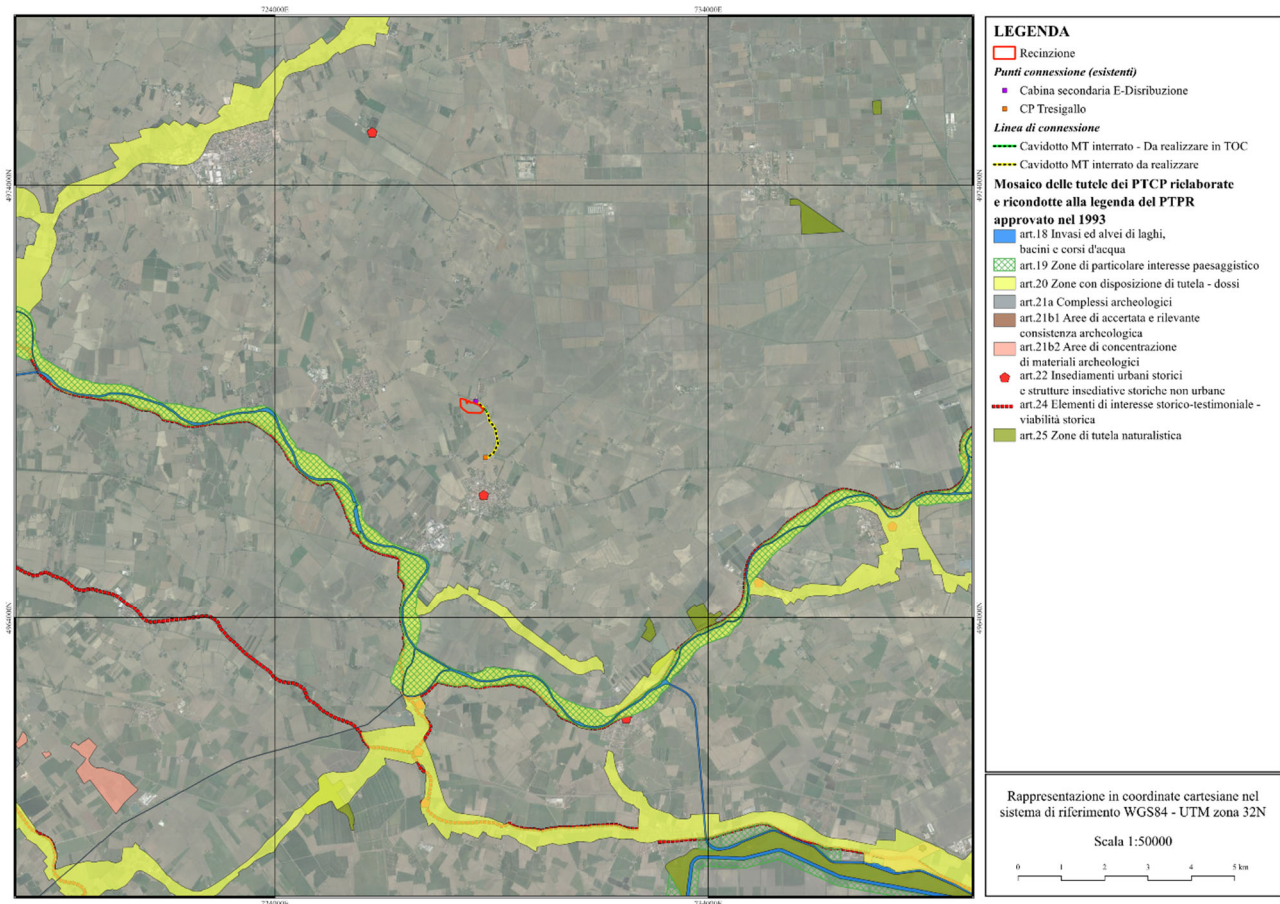 724000E
734000E
4974000N
4974000N
4964000N
4964000N
724000E
734000E
LEGENDA
Recinzione
Punti connessione (esistenti)
Cabina secondaria E-Disribuzione
CP Tresigallo
Linea di connessione
Cavidotto MT interrato - Da realizzare in TOC
Cavidotto MT interrato da realizzare
Mosaico delle tutele dei PTCP rielaborate
e ricondotte alla legenda del PTPR
approvato nel 1993
art.18 Invasi ed alvei di laghi,
bacini e corsi d'acqua
art.19 Zone di particolare interesse paesaggistico
art.20 Zone con disposizione di tutela - dossi
art.21a Complessi archeologici
art.21b1 Aree di accertata e rilevante
consistenza archeologica
art.21b2 Aree di concentrazione
di materiali archeologici
art.22 Insediamenti urbani storici
e strutture insediative storiche non urbane
art.24 Elementi di interesse storico-testimoniale -
viabilità storica
art.25 Zone di tutela naturalistica
Rappresentazione in coordinate cartesiane nel
sistema di riferimento WGS84 - UTM zona 32N
Scala 1:50000
0 1 2 3 4 5 km